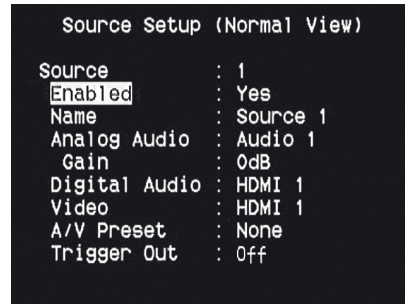 Source Setup (Normal View)
Source : 1
Enabled : Yes
Name : Source 1
Analog Audio : Audio 1
Gain : 0dB
Digital Audio : HDMI 1
Video : HDMI 1
A/V Preset : None
Trigger Out : Off